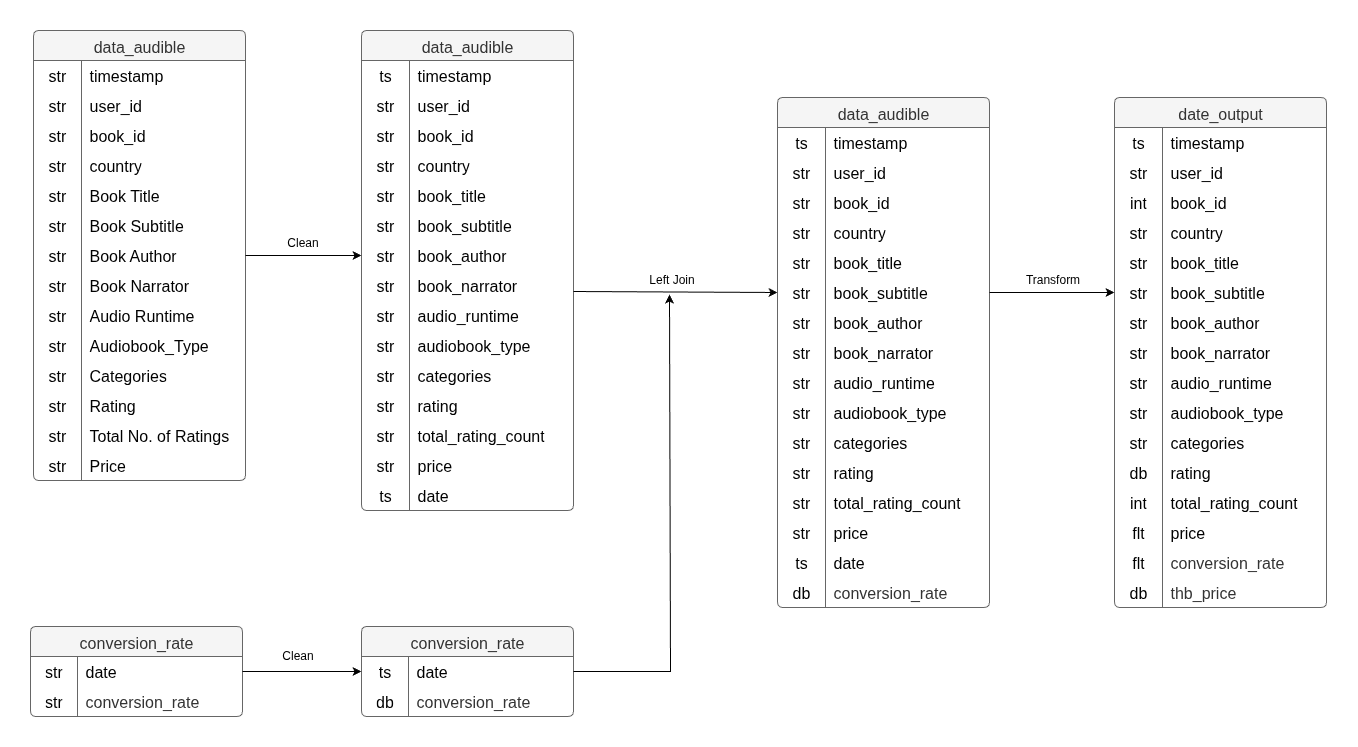 data_audible
str timestamp
str user_id
str book_id
str country
str Book Title
str Book Subtitle
str Book Author
str Book Narrator
str Audio Runtime
str Audiobook_Type
str Categories
str Rating
str Total No. of Ratings
str Price
Clean
data_audible
ts timestamp
str user_id
str book_id
str country
str book_title
str book_subtitle
str book_author
str book_narrator
str audio_runtime
str audiobook_type
str categories
str rating
str total_rating_count
str price
ts date
Left Join
data_audible
ts timestamp
str user_id
str book_id
str country
str book_title
str book_subtitle
str book_author
str book_narrator
str audio_runtime
str audiobook_type
str categories
str rating
str total_rating_count
str price
ts date
db conversion_rate
Transform
date_output
ts timestamp
str user_id
int book_id
str country
str book_title
str book_subtitle
str book_author
str book_narrator
str audio_runtime
str audiobook_type
str categories
db rating
int total_rating_count
flt price
flt conversion_rate
db thb_price
conversion_rate
str date
str conversion_rate
Clean
conversion_rate
ts date
db conversion_rate